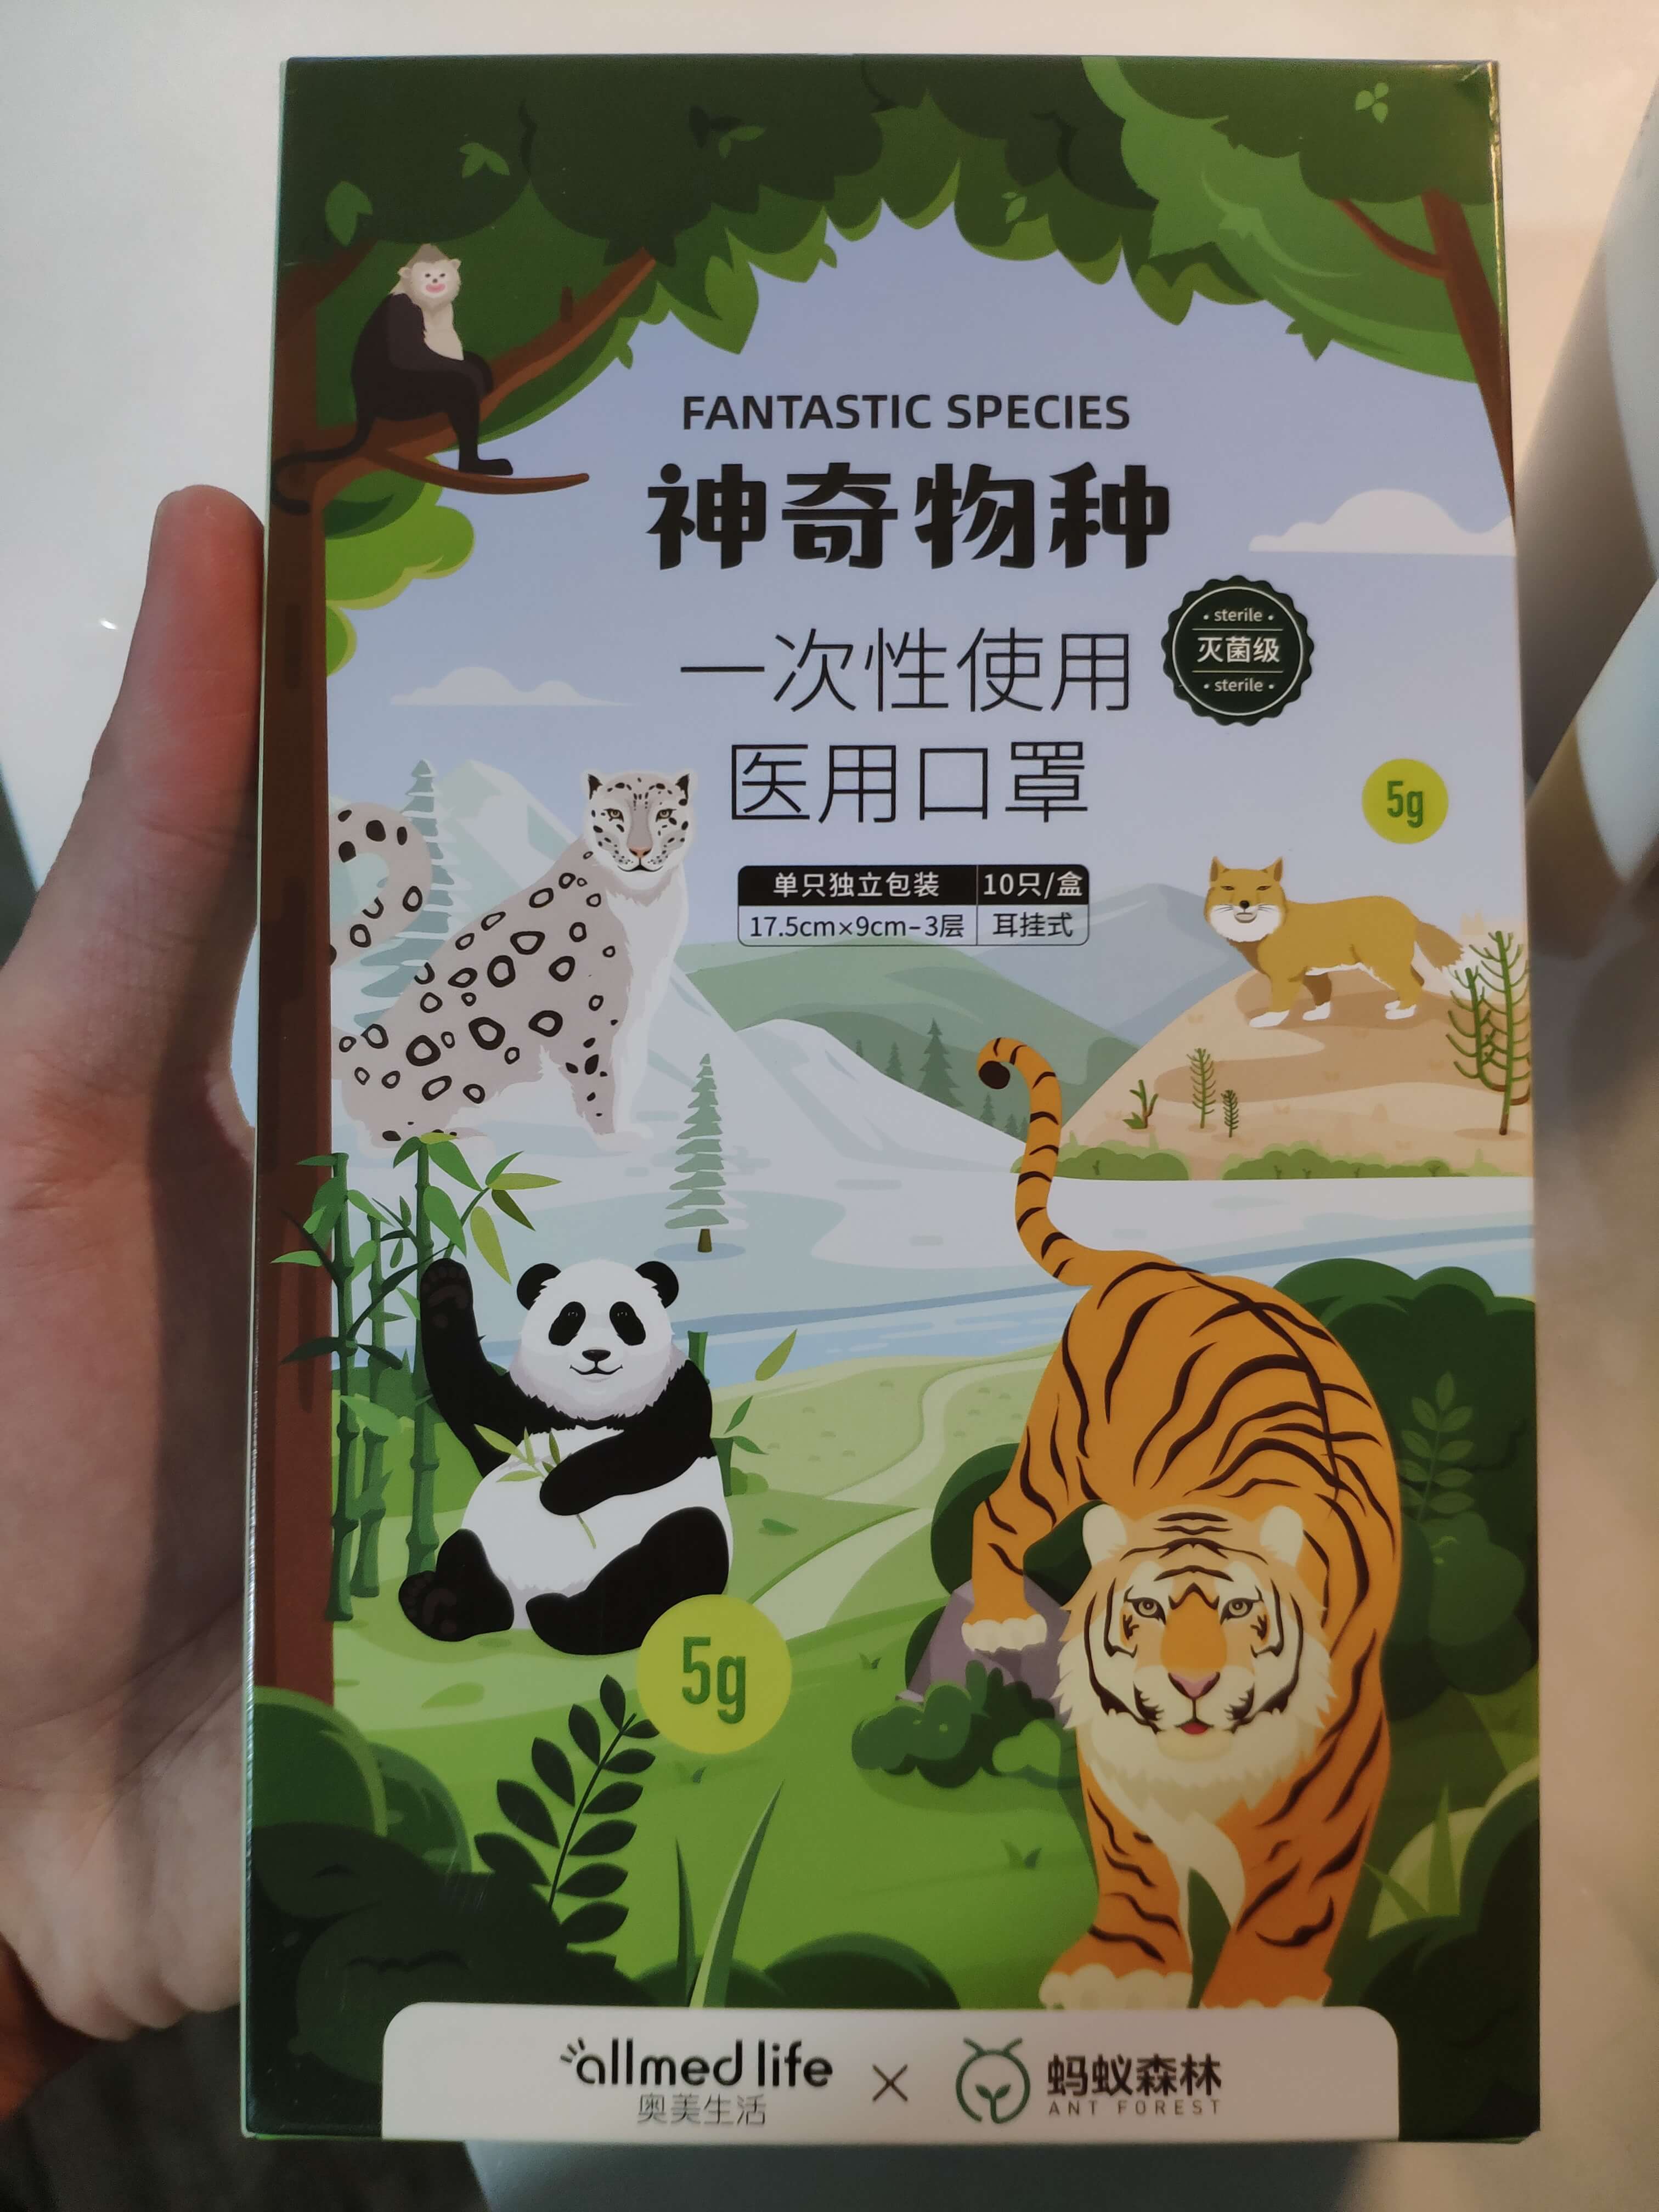 FANTASTIC SPECIES
神奇物种
一次性使用
医用口罩
· sterile ·
灭菌级
· sterile ·
5g
单只独立包装 10只/盒
17.5cm×9cm-3层 耳挂式
5g
allmed life × 蚂蚁森林
奥美生活 ANT FOREST